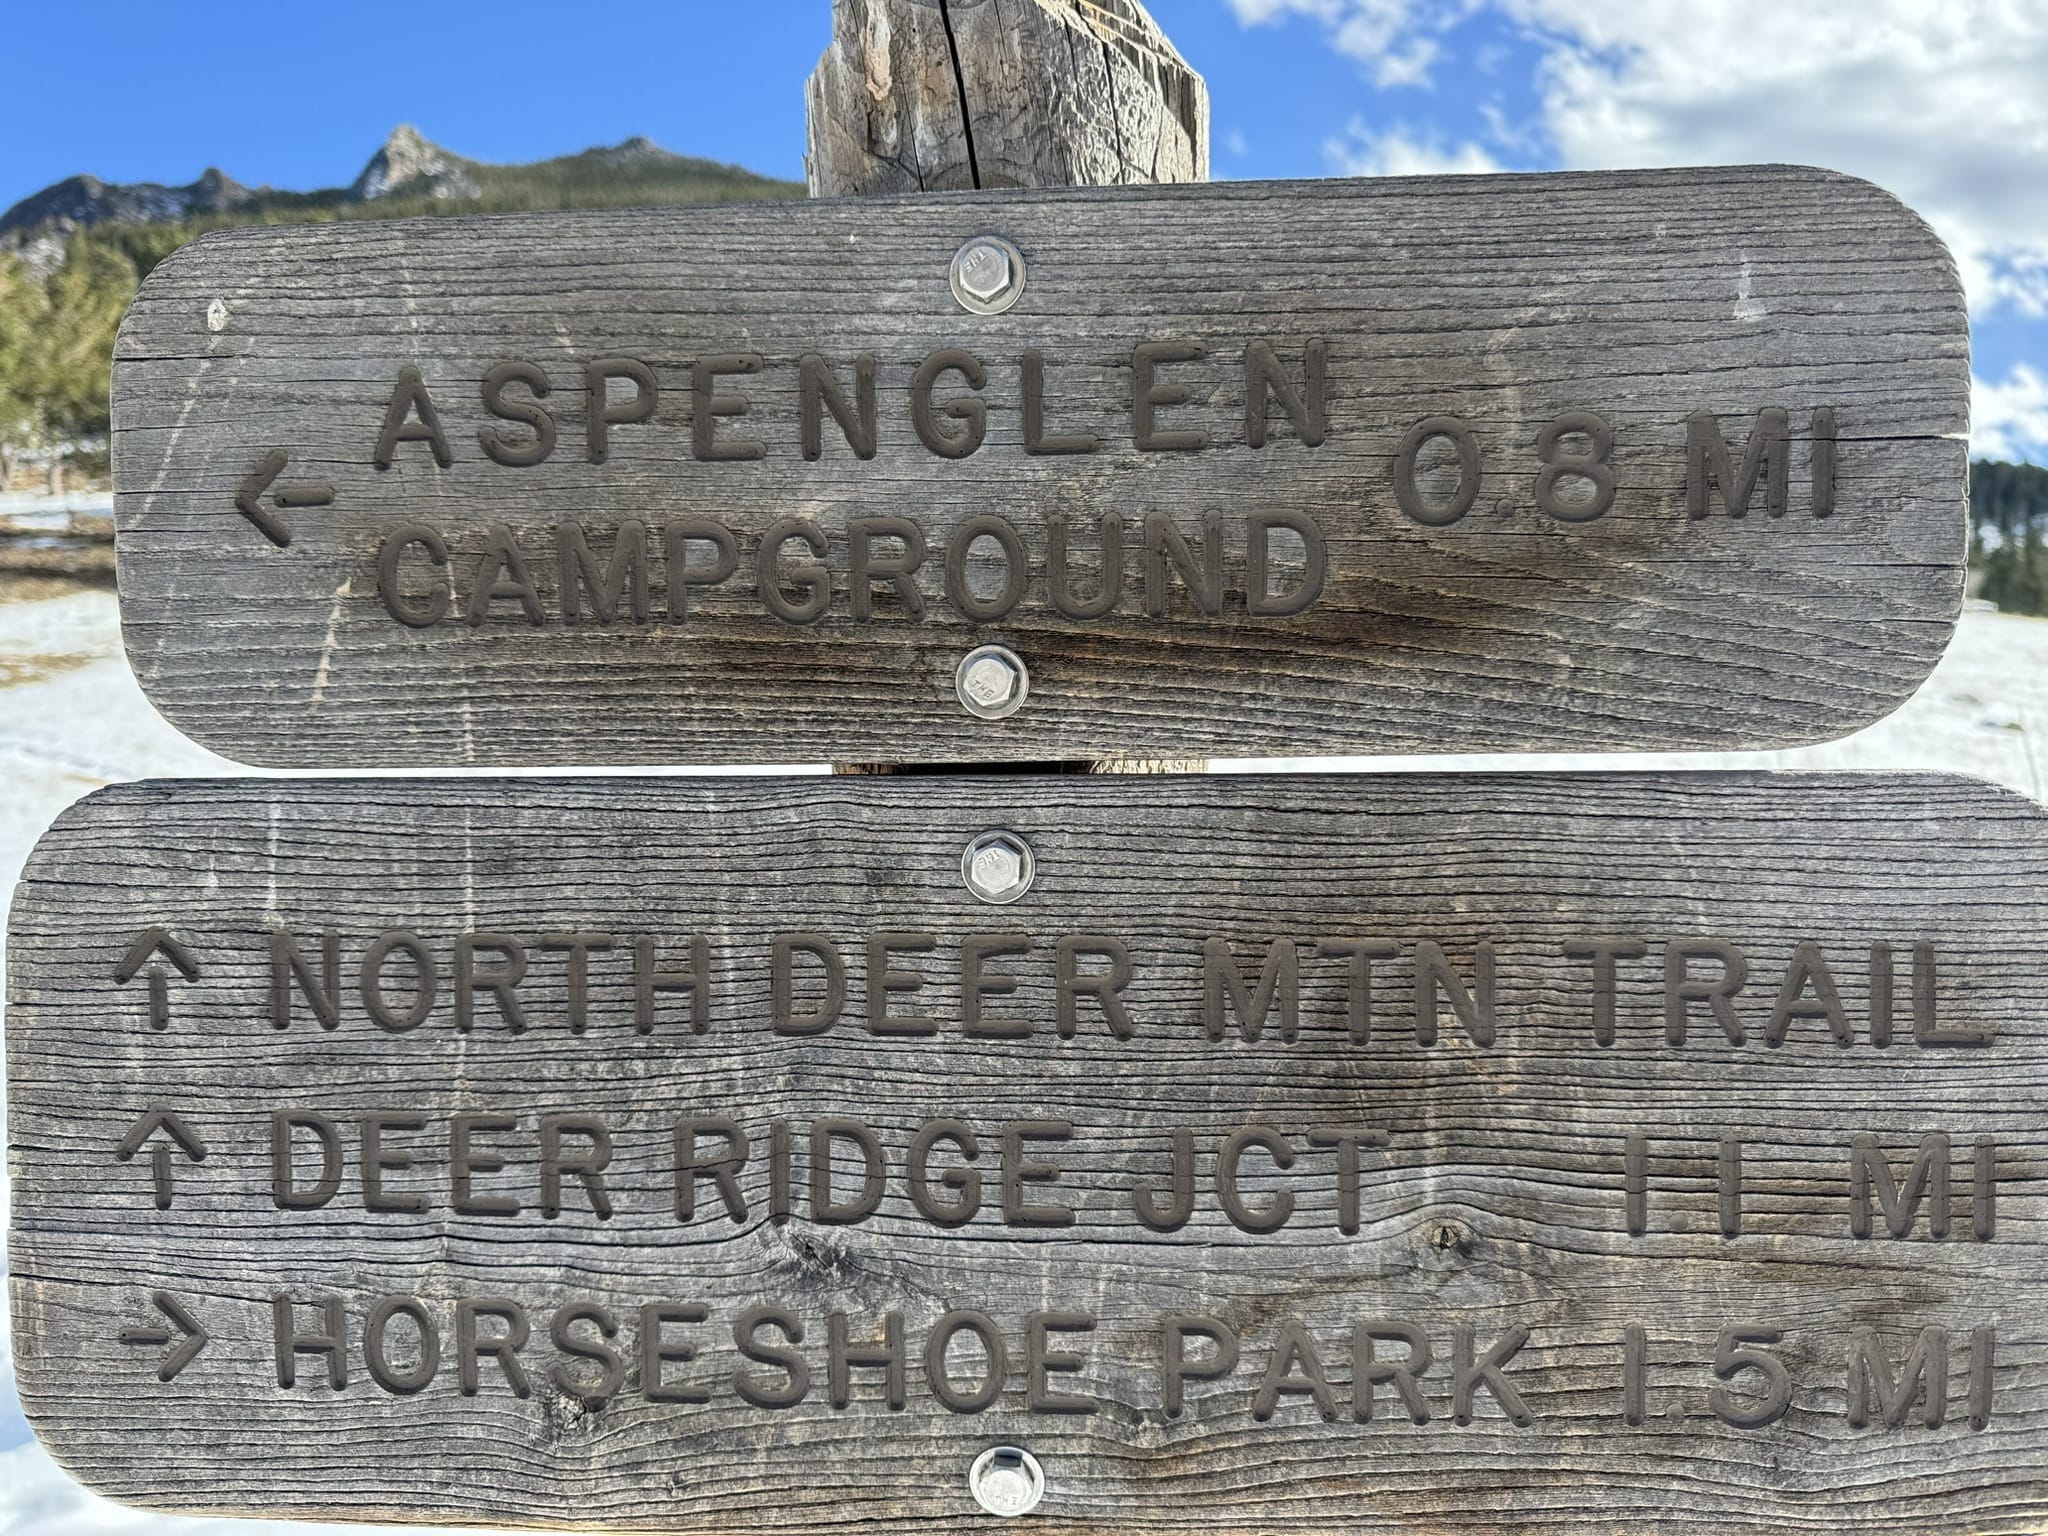 ← ASPENGLEN
CAMPGROUND 0.8 MI
↑ NORTH DEER MTN TRAIL
↑ DEER RIDGE JCT 1.1 MI
→ HORSESHOE PARK 1.5 MI